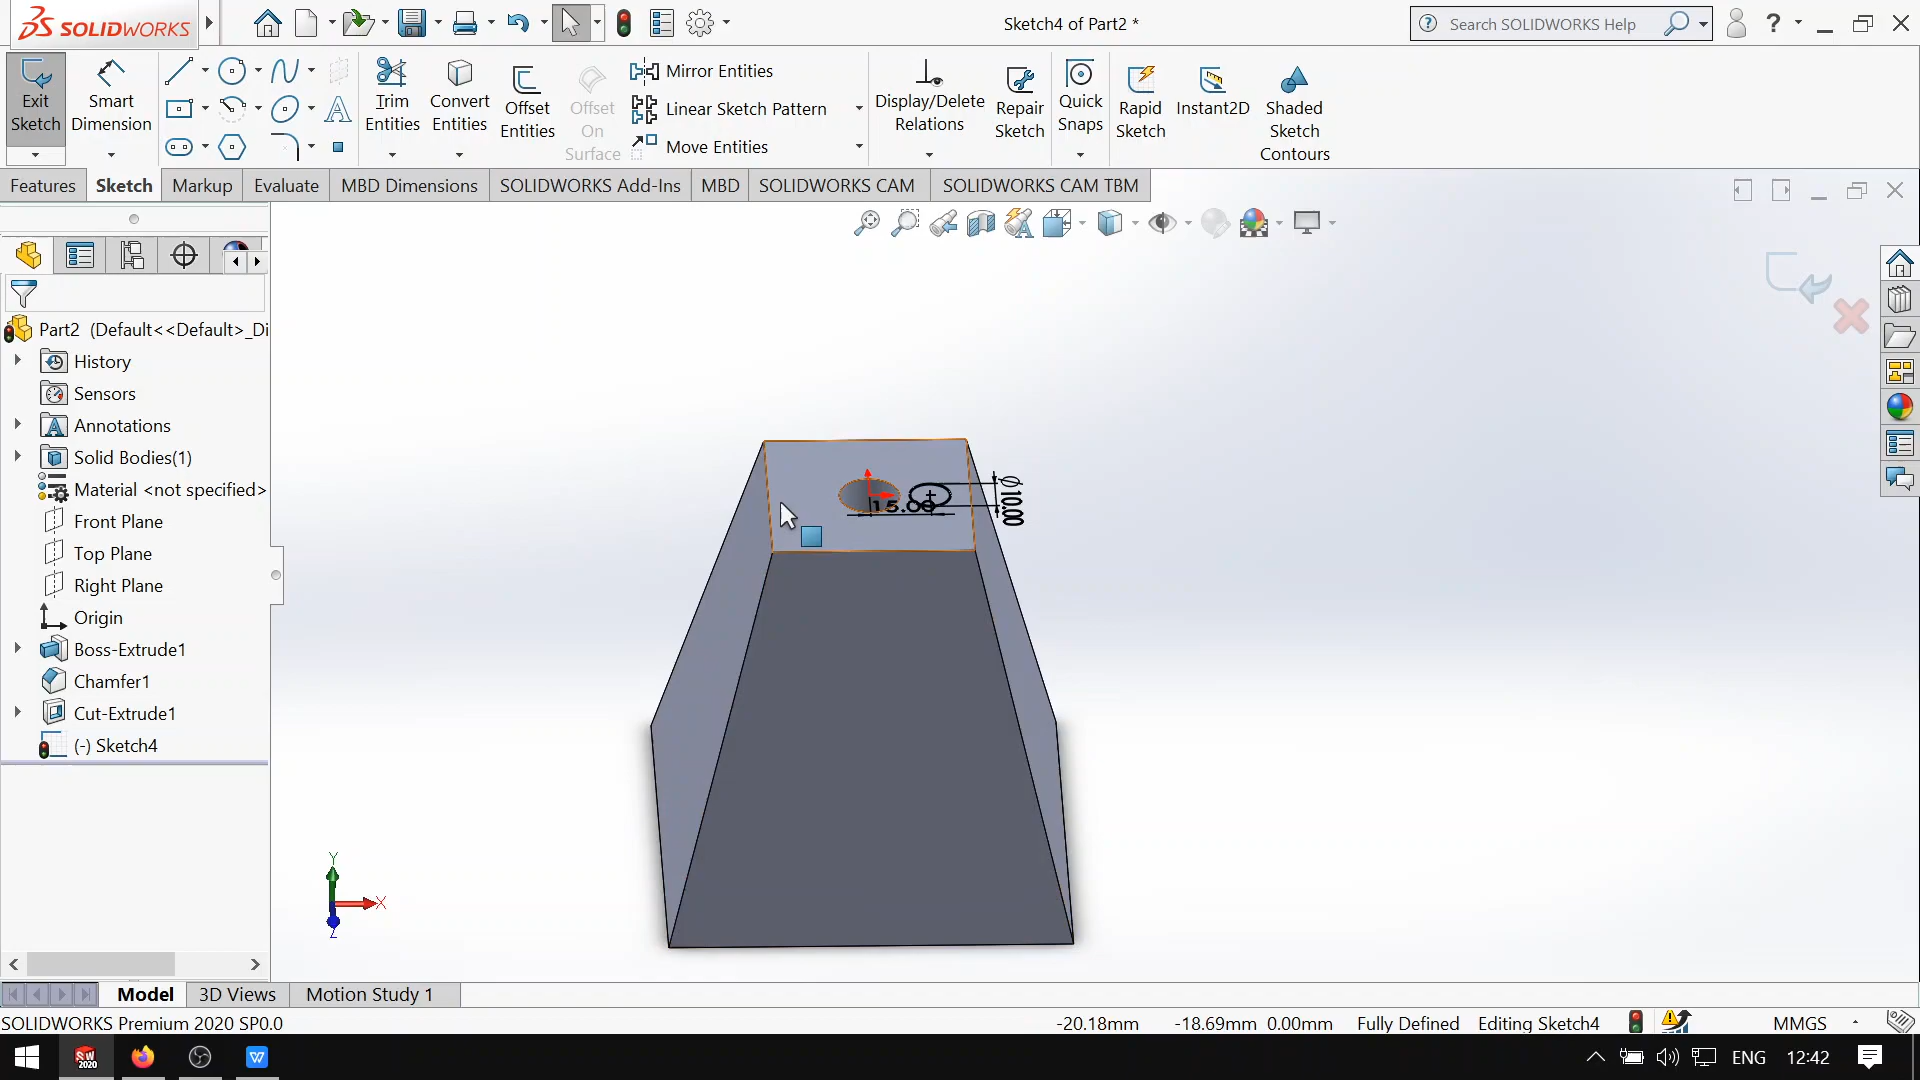 SOLIDWORKS
Sketch4 of Part2 *
Search SOLIDWORKS Help
?
Exit Sketch
Smart Dimension
Trim Entities
Convert Entities
Offset Entities
Offset On Surface
Mirror Entities
Linear Sketch Pattern
Move Entities
Display/Delete Relations
Repair Sketch
Quick Snaps
Rapid Sketch
Instant2D
Shaded Sketch Contours
Features
Sketch
Markup
Evaluate
MBD Dimensions
SOLIDWORKS Add-Ins
MBD
SOLIDWORKS CAM
SOLIDWORKS CAM TBM
Part2 (Default<<Default>_Di
History
Sensors
Annotations
Solid Bodies(1)
Material <not specified>
Front Plane
Top Plane
Right Plane
Origin
Boss-Extrude1
Chamfer1
Cut-Extrude1
(-) Sketch4
15.00
∅10.00
Y
X
Z
Model
3D Views
Motion Study 1
SOLIDWORKS Premium 2020 SP0.0
-20.18mm
-18.69mm
0.00mm
Fully Defined
Editing Sketch4
MMGS
SW 2020
W
ENG
12:42